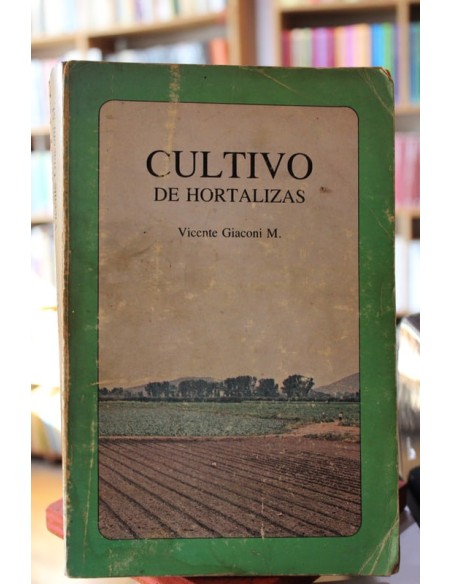 CULTIVO
DE HORTALIZAS
Vicente Giaconi M.